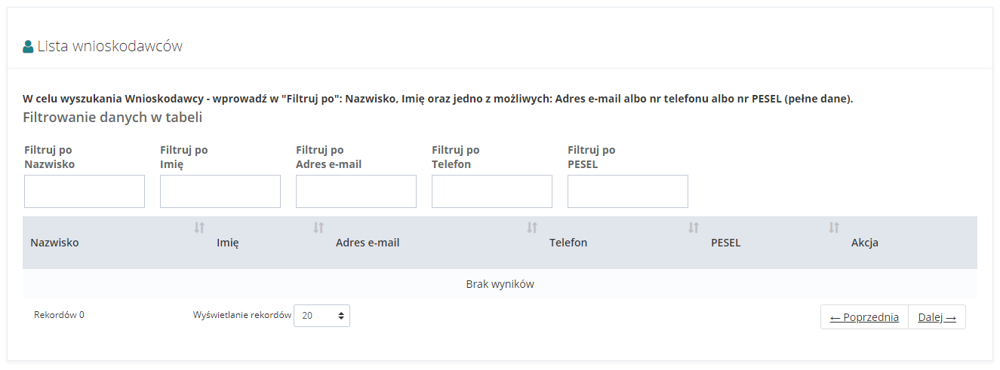 Lista wnioskodawców
W celu wyszukania Wnioskodawcy - wprowadź w "Filtruj po": Nazwisko, Imię oraz jedno z możliwych: Adres e-mail albo nr telefonu albo nr PESEL (pełne dane).
Filtrowanie danych w tabeli
Filtruj po Nazwisko
Filtruj po Imię
Filtruj po Adres e-mail
Filtruj po Telefon
Filtruj po PESEL
Nazwisko Imię Adres e-mail Telefon PESEL Akcja
Brak wyników
Rekordów 0 Wyświetlanie rekordów 20 ← Poprzednia Dalej →